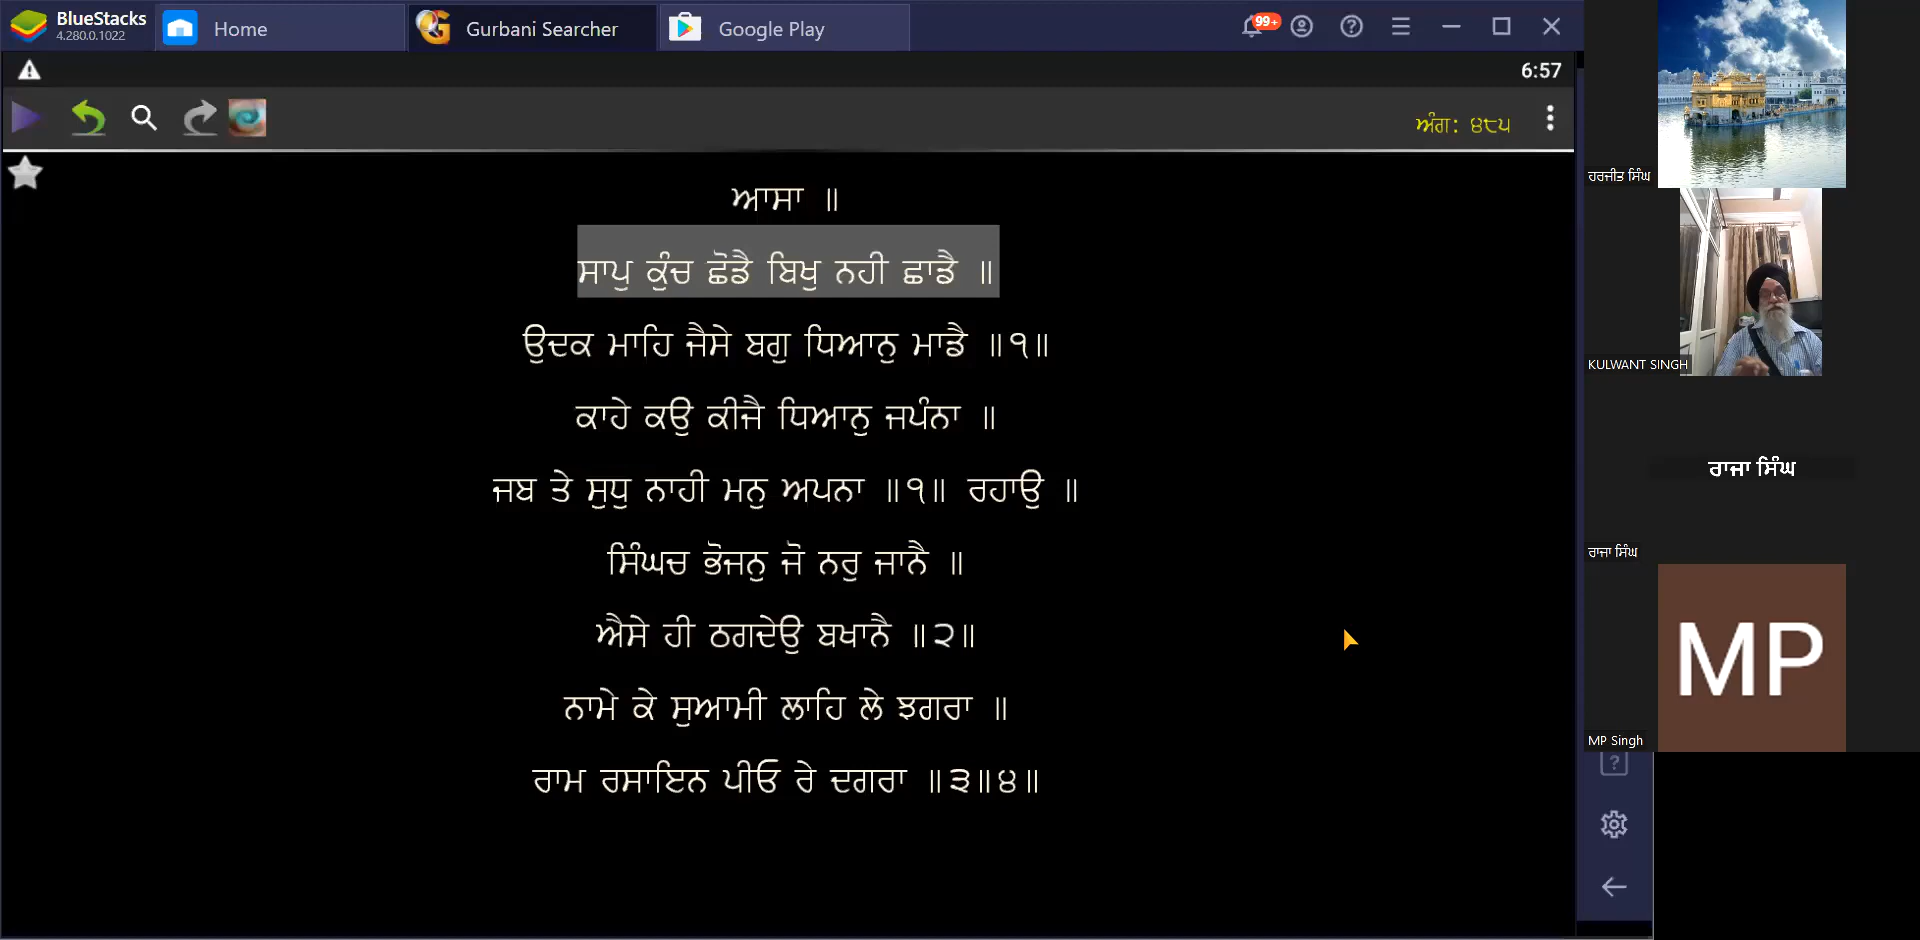 BlueStacks
4.280.0.1022
Home
Gurbani Searcher
Google Play
99+
6:57
ਅੰਗ: ੪੮੫
ਆਸਾ ॥
ਸਾਪੁ ਕੁੰਚ ਛੋਡੈ ਬਿਖੁ ਨਹੀ ਛਾਡੈ ॥
ਉਦਕ ਮਾਹਿ ਜੈਸੇ ਬਗੁ ਧਿਆਨੁ ਮਾਡੈ ॥੧॥
ਕਾਹੇ ਕਉ ਕੀਜੈ ਧਿਆਨੁ ਜਪੰਨਾ ॥
ਜਬ ਤੇ ਸੁਧੁ ਨਾਹੀ ਮਨੁ ਅਪਨਾ ॥੧॥ ਰਹਾਉ ॥
ਸਿੰਘਚ ਭੋਜਨੁ ਜੋ ਨਰੁ ਜਾਨੈ ॥
ਐਸੇ ਹੀ ਠਗਦੇਉ ਬਖਾਨੈ ॥੨॥
ਨਾਮੇ ਕੇ ਸੁਆਮੀ ਲਾਹਿ ਲੇ ਝਗਰਾ ॥
ਰਾਮ ਰਸਾਇਨ ਪੀਓ ਰੇ ਦਗਰਾ ॥੩॥੪॥
ਹਰਜੀਤ ਸਿੰਘ
KULWANT SINGH
ਰਾਜਾ ਸਿੰਘ
ਰਾਜਾ ਸਿੰਘ
MP
MP Singh